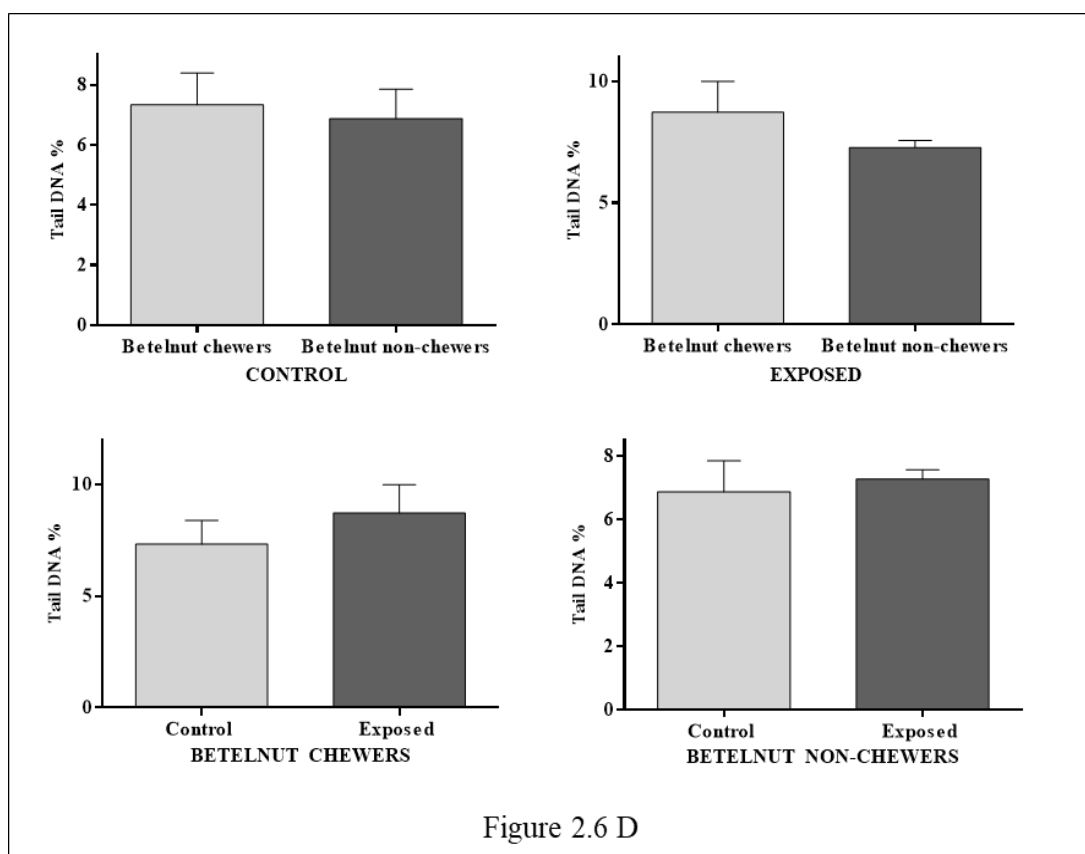 Tail DNA %
8
6
4
2
0
Betelnut chewers Betelnut non-chewers
CONTROL
Tail DNA %
10
5
0
Betelnut chewers Betelnut non-chewers
EXPOSED
Tail DNA %
10
5
0
Control Exposed
BETELNUT CHEWERS
Tail DNA %
8
6
4
2
0
Control Exposed
BETELNUT NON-CHEWERS
Figure 2.6 D